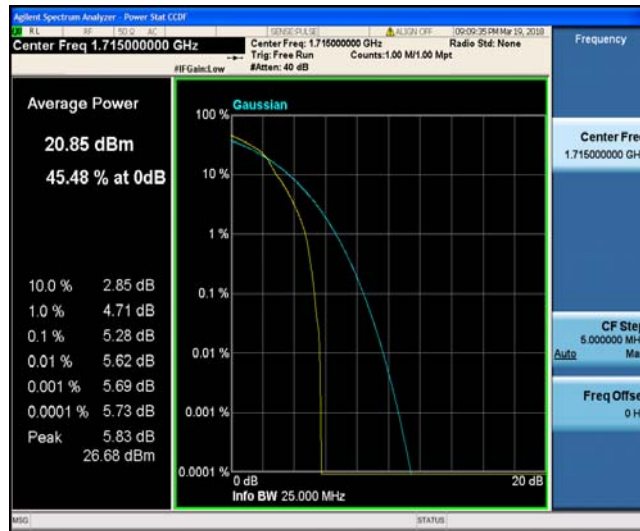 Agilent Spectrum Analyzer - Power Stat CCDF
RL RF 50 Ω AC SENSE:PULSE ALIGN OFF 09:09:35 PM Mar 19, 2018
Center Freq 1.715000000 GHz
Center Freq: 1.715000000 GHz Radio Std: None
Trig: Free Run Counts:1.00 M/1.00 Mpt
#IFGain:Low #Atten: 40 dB
Frequency
Average Power
20.85 dBm
45.48 % at 0dB
10.0 % 2.85 dB
1.0 % 4.71 dB
0.1 % 5.28 dB
0.01 % 5.62 dB
0.001 % 5.69 dB
0.0001 % 5.73 dB
Peak 5.83 dB
26.68 dBm
Gaussian
100 %
10 %
1 %
0.1 %
0.01 %
0.001 %
0.0001 %
0 dB 20 dB
Info BW 25.000 MHz
Center Fre
1.715000000 GH
CF Step
5.000000 MH
Auto Ma
Freq Offse
0 H
MSG STATUS